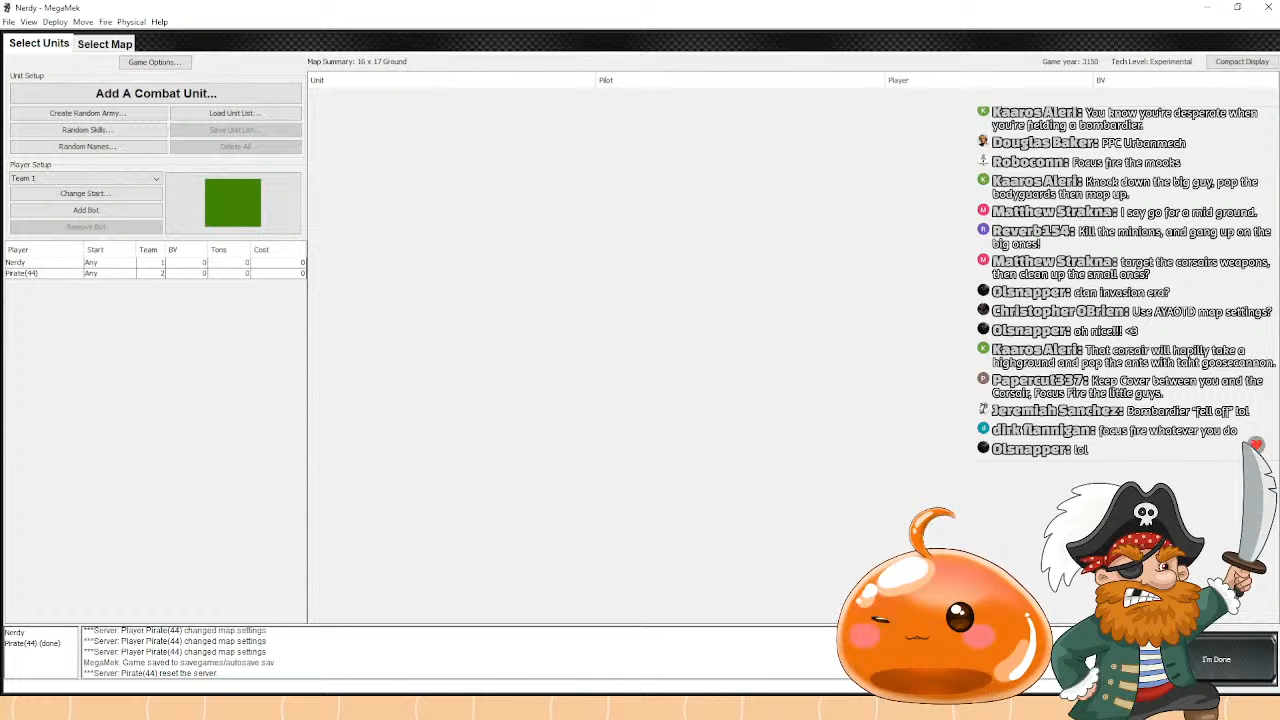 Nerdy - MegaMek
File View Deploy Move Fire Physical Help
Select Units Select Map
Game Options...
Map Summary: 16 x 17 Ground
Game year: 3150 Tech Level: Experimental Compact Display
Unit Setup
Unit Pilot Player BV
Add A Combat Unit...
Create Random Army... Load Unit List...
Random Skills... Save Unit List...
Random Names... Delete All
Player Setup
Team 1
Change Start...
Add Bot
Remove Bot
Player Start Team BV Tons Cost
Nerdy Any 1 0 0 0
Pirate(44) Any 2 0 0 0
K Kaaros Aleri: You know you're desperate when
you're fielding a bombardier.
Douglas Baker: PPC Urbanmech
Roboconn: Focus fire the mooks
K Kaaros Aleri: Knock down the big guy, pop the
bodyguards then mop up.
M Matthew Strakna: I say go for a mid ground.
R Reverb154: Kill the minions, and gang up on the
big ones!
M Matthew Strakna: target the corsairs weapons,
then clean up the small ones?
Olsnapper: clan invasion era?
Christopher OBrien: Use AYAOTD map settings?
Olsnapper: oh nice!!! <3
K Kaaros Aleri: That corsair will hapilly take a
highground and pop the ants with taht goosecannon.
P Papercut337: Keep Cover between you and the
Corsair, Focus Fire the little guys.
Jeremiah Sanchez: Bombardier "fell off" lol
d dirk flannigan: focus fire whatever you do
Olsnapper: lol
Nerdy
Pirate(44) (done)
***Server: Player Pirate(44) changed map settings
***Server: Player Pirate(44) changed map settings
***Server: Player Pirate(44) changed map settings
MegaMek: Game saved to savegames/autosave.sav
***Server: Pirate(44) reset the server.
I'm Done